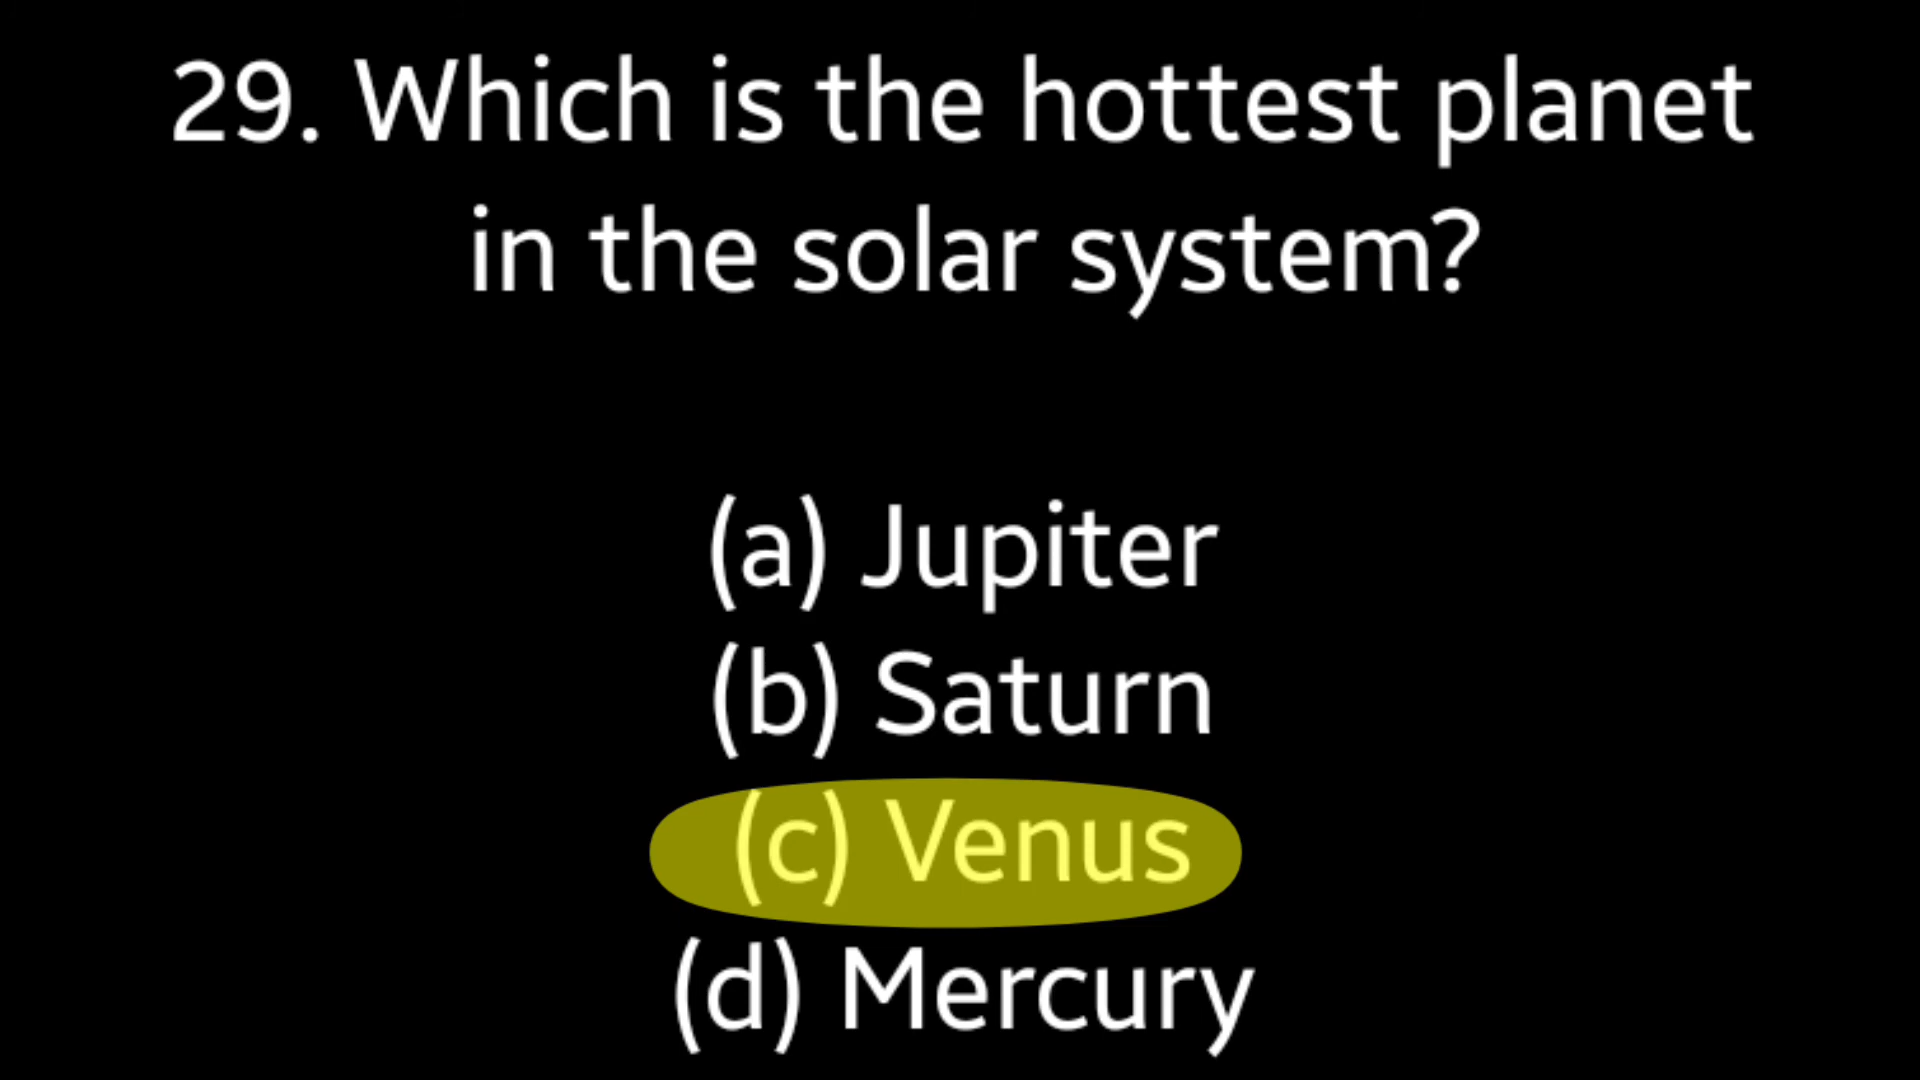 29. Which is the hottest planet
in the solar system?
(a) Jupiter
(b) Saturn
(c) Venus
(d) Mercury